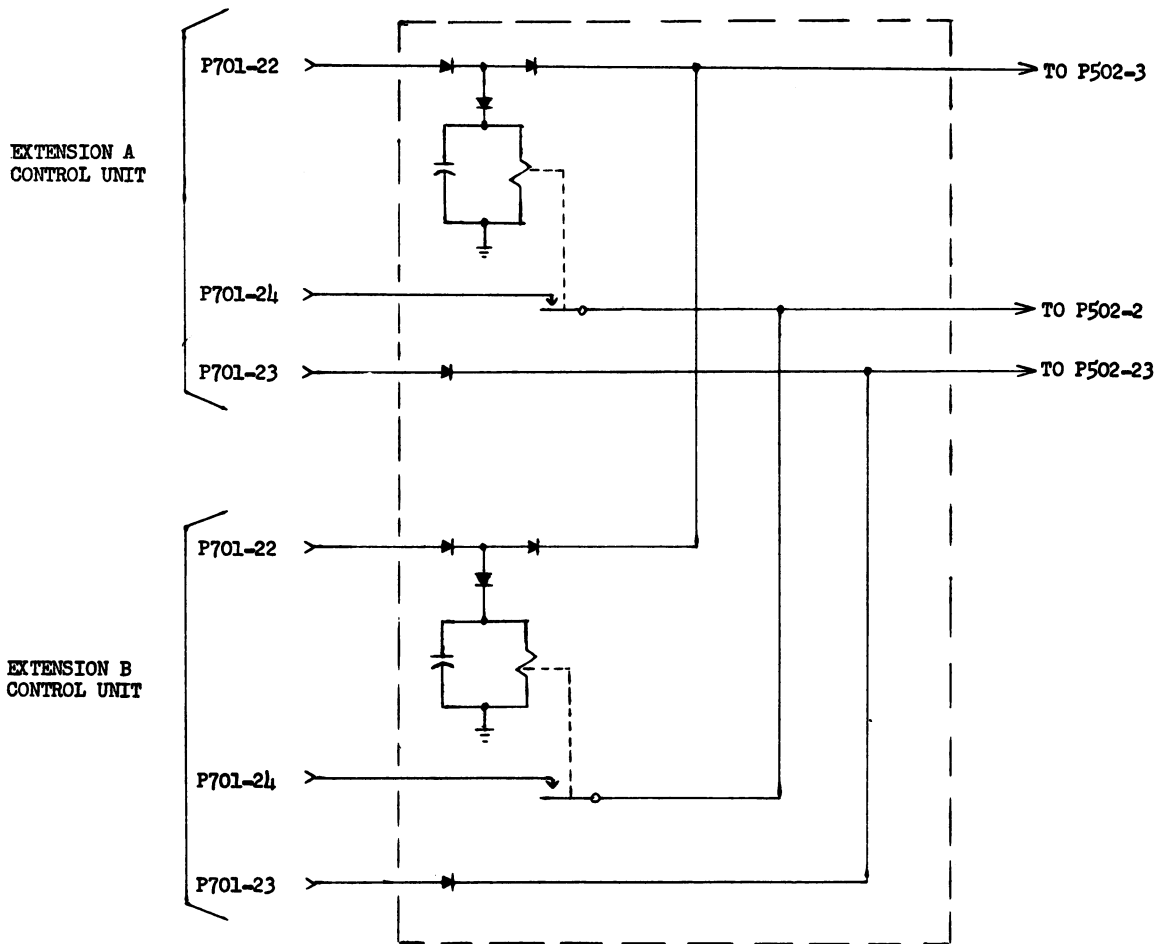 P701-22
TO P502-3
EXTENSION A
CONTROL UNIT
P701-24
TO P502-2
P701-23
TO P502-23
P701-22
EXTENSION B
CONTROL UNIT
P701-24
P701-23